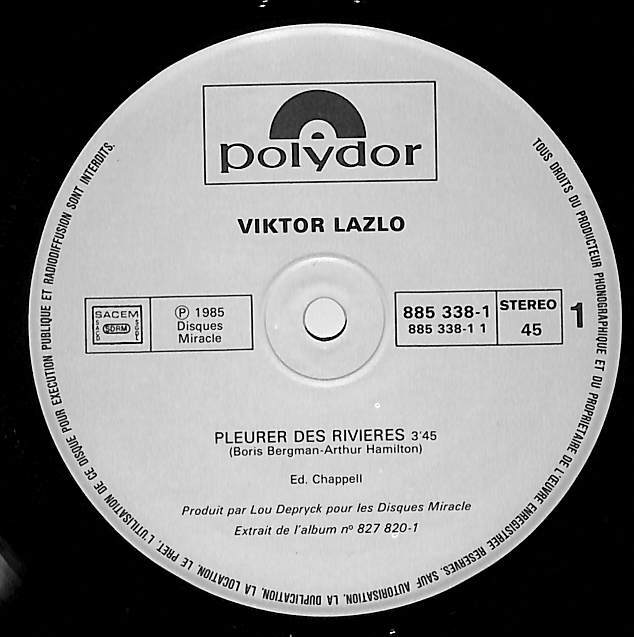 polydor
VIKTOR LAZLO
SACEM
SDRM
℗ 1985
Disques
Miracle
885 338-1
885 338-1 1
STEREO
45
1
PLEURER DES RIVIERES 3'45
(Boris Bergman-Arthur Hamilton)
Ed. Chappell
Produit par Lou Depryck pour les Disques Miracle
Extrait de l'album nº 827 820-1
TOUS DROITS DU PRODUCTEUR PHONOGRAPHIQUE ET DU PROPRIETAIRE DE L'ŒUVRE ENREGISTREE RESERVES. SAUF AUTORISATION, LA DUPLICATION, LA LOCATION, LE PRET, L'UTILISATION DE CE DISQUE POUR EXECUTION PUBLIQUE ET RADIODIFFUSION SONT INTERDITS.